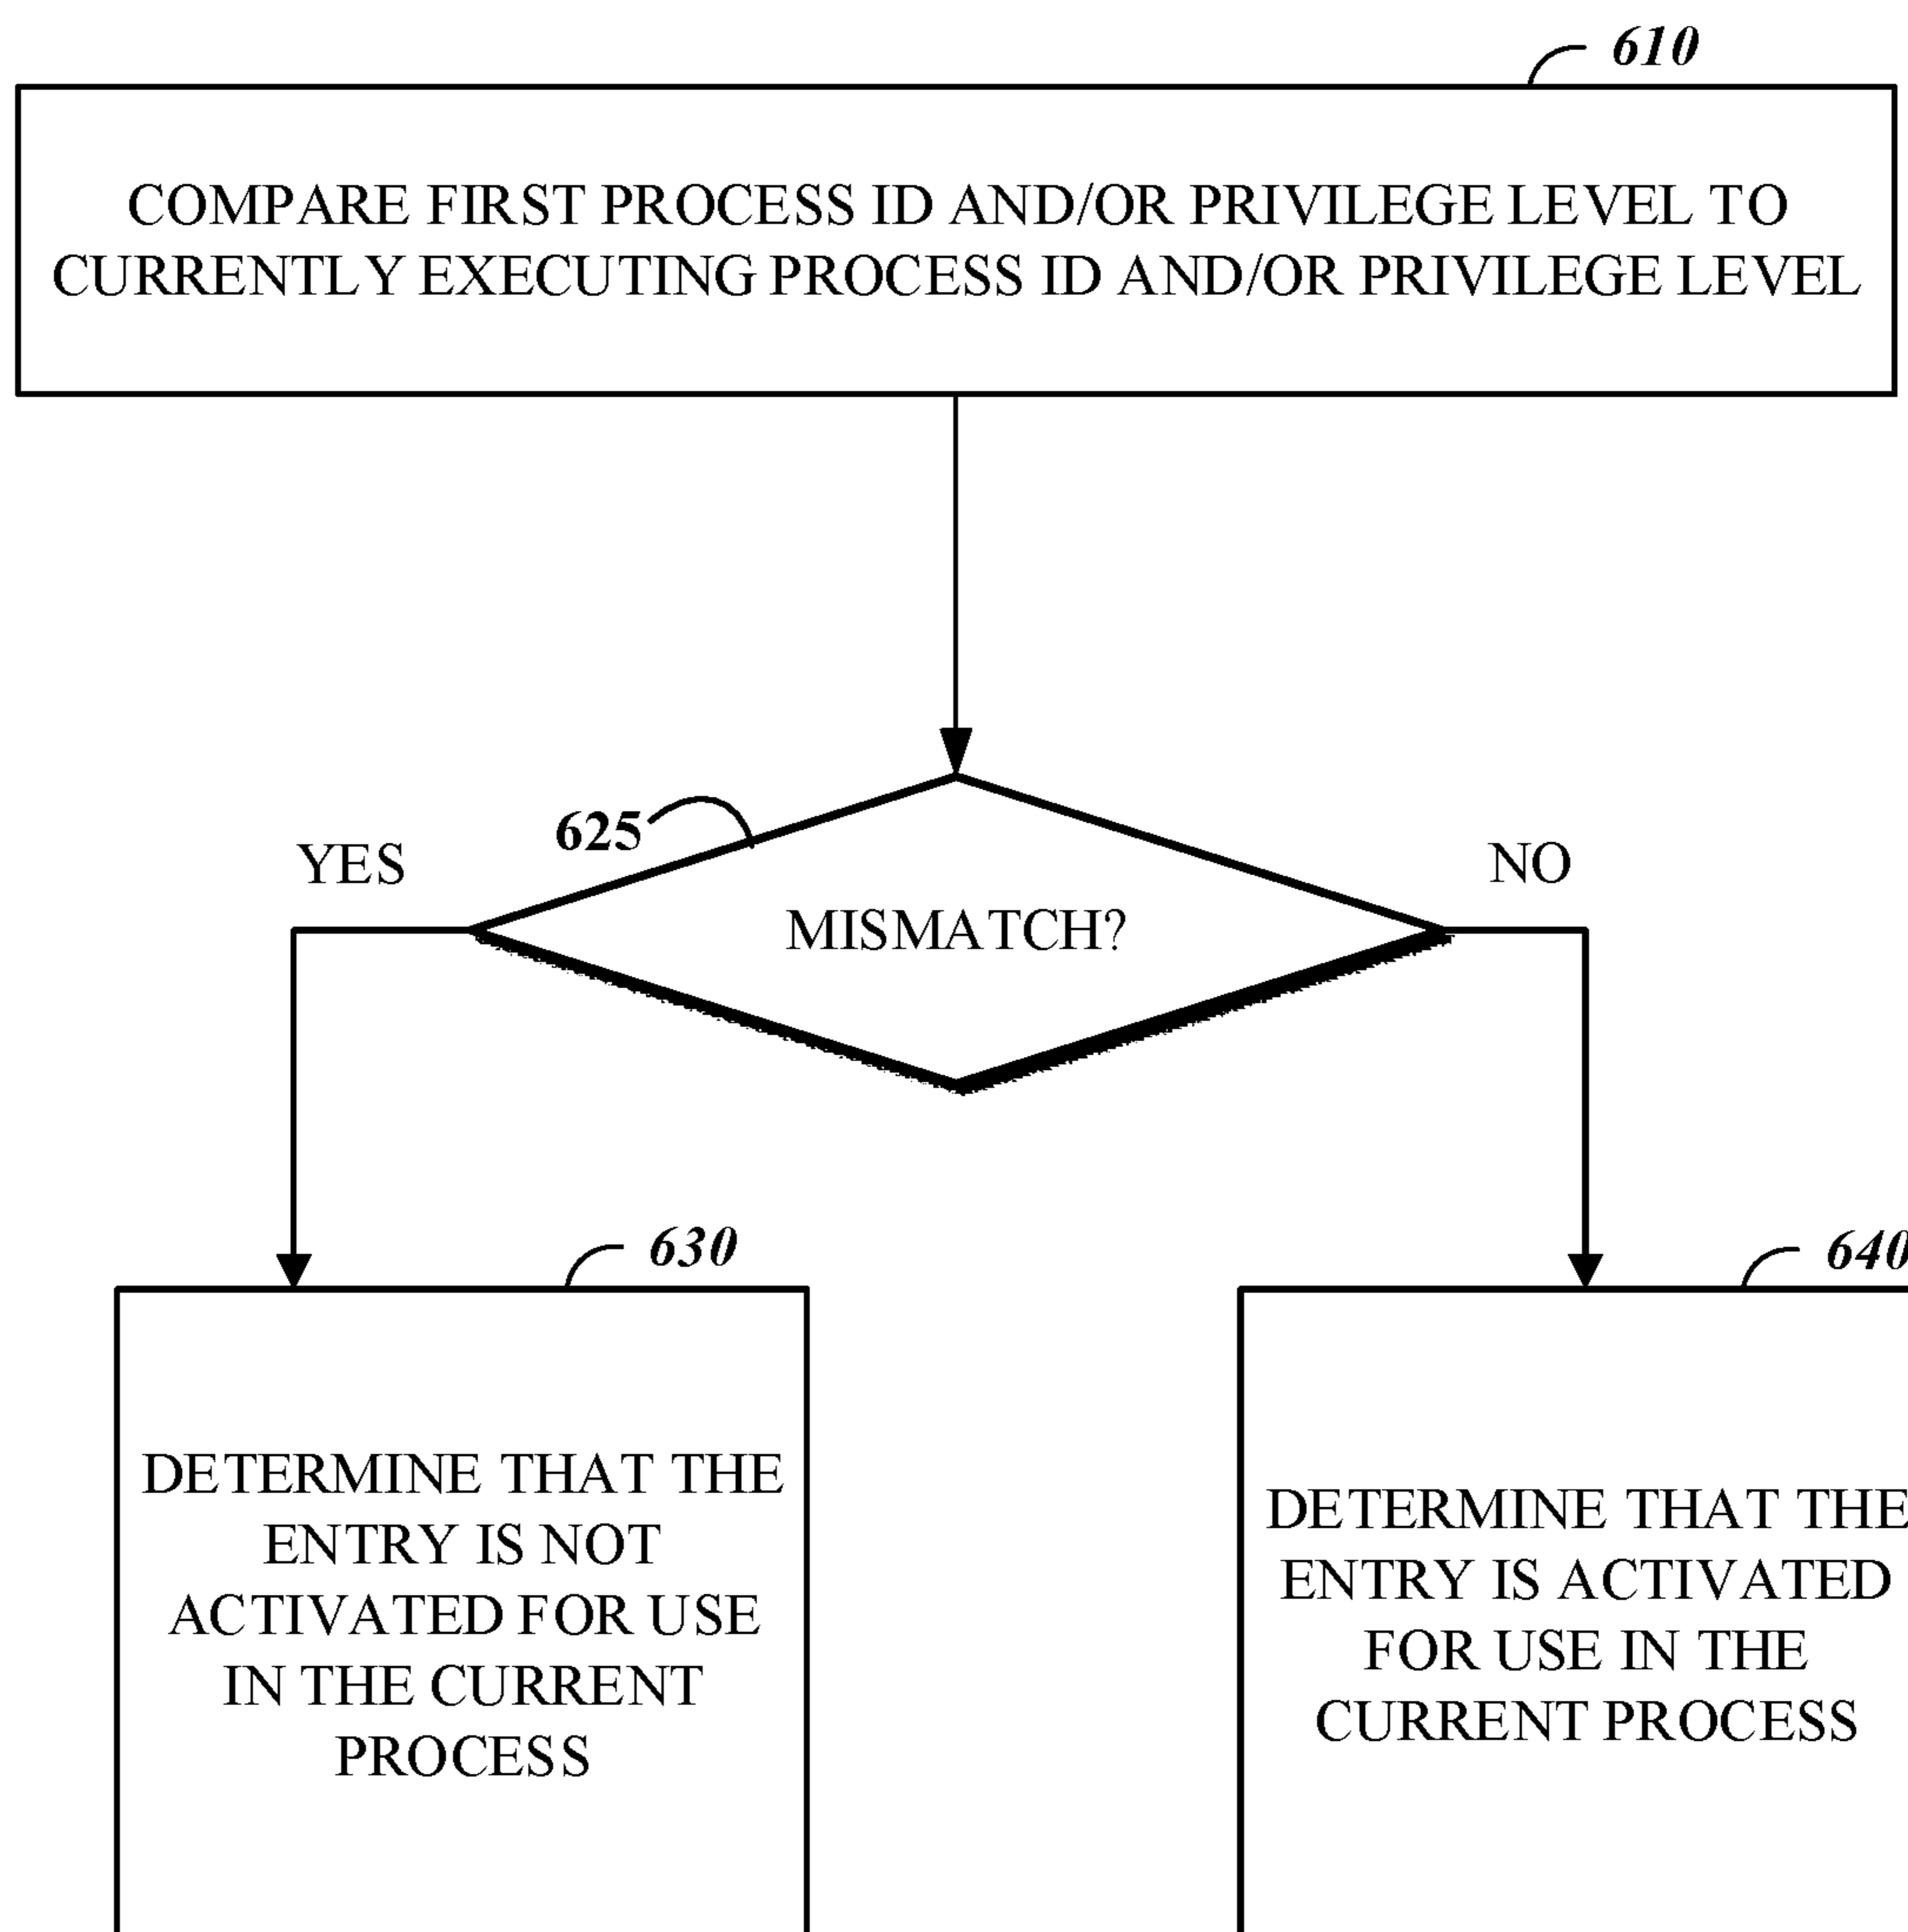 610
COMPARE FIRST PROCESS ID AND/OR PRIVILEGE LEVEL TO
CURRENTLY EXECUTING PROCESS ID AND/OR PRIVILEGE LEVEL
625
YES
NO
MISMATCH?
630
640
DETERMINE THAT THE
ENTRY IS NOT
ACTIVATED FOR USE
IN THE CURRENT
PROCESS
DETERMINE THAT THE
ENTRY IS ACTIVATED
FOR USE IN THE
CURRENT PROCESS